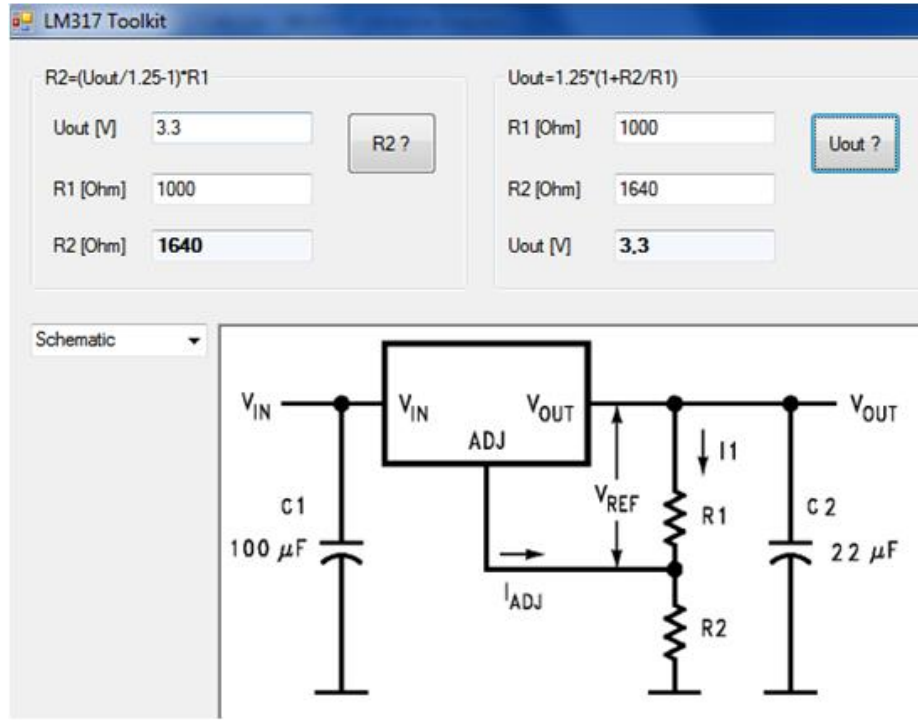 LM317 Toolkit
R2=(Uout/1.25-1)*R1
Uout [V] 3.3
R2 ?
R1 [Ohm] 1000
R2 [Ohm] 1640
Uout=1.25*(1+R2/R1)
R1 [Ohm] 1000
Uout ?
R2 [Ohm] 1640
Uout [V] 3,3
Schematic
VIN
VIN
VOUT
VOUT
ADJ
I1
C1
100 µF
VREF
R1
C2
22 µF
IADJ
R2